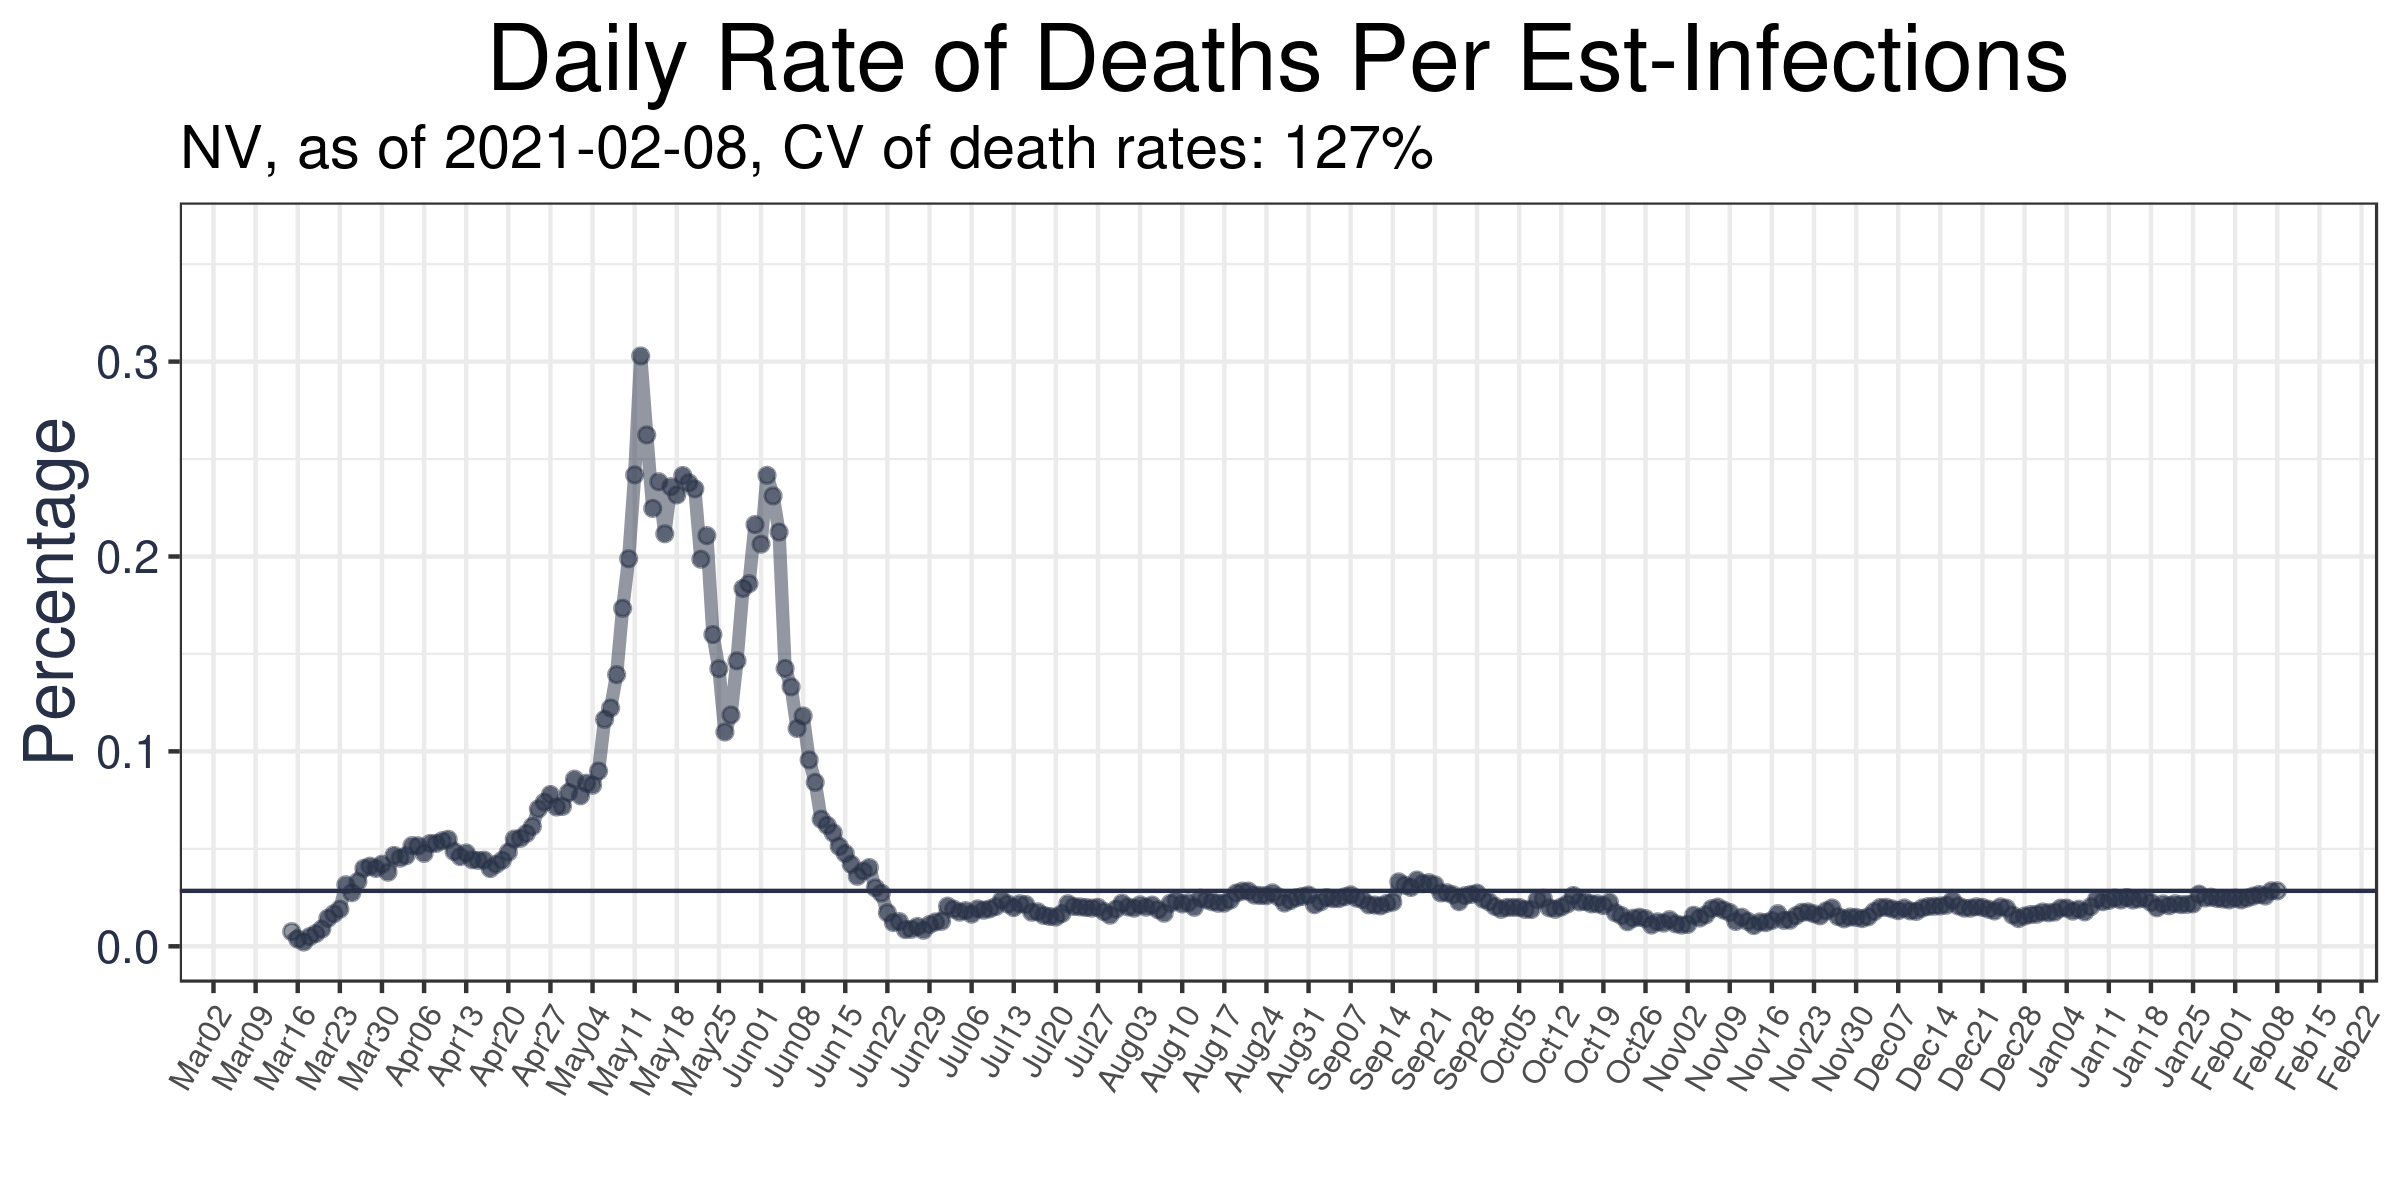 Daily Rate of Deaths Per Est-Infections
NV, as of 2021-02-08, CV of death rates: 127%
Percentage
0.3
0.2
0.1
0.0
Mar02
Mar09
Mar16
Mar23
Mar30
Apr06
Apr13
Apr20
Apr27
May04
May11
May18
May25
Jun01
Jun08
Jun15
Jun22
Jun29
Jul06
Jul13
Jul20
Jul27
Aug03
Aug10
Aug17
Aug24
Aug31
Sep07
Sep14
Sep21
Sep28
Oct05
Oct12
Oct19
Oct26
Nov02
Nov09
Nov16
Nov23
Nov30
Dec07
Dec14
Dec21
Dec28
Jan04
Jan11
Jan18
Jan25
Feb01
Feb08
Feb15
Feb22